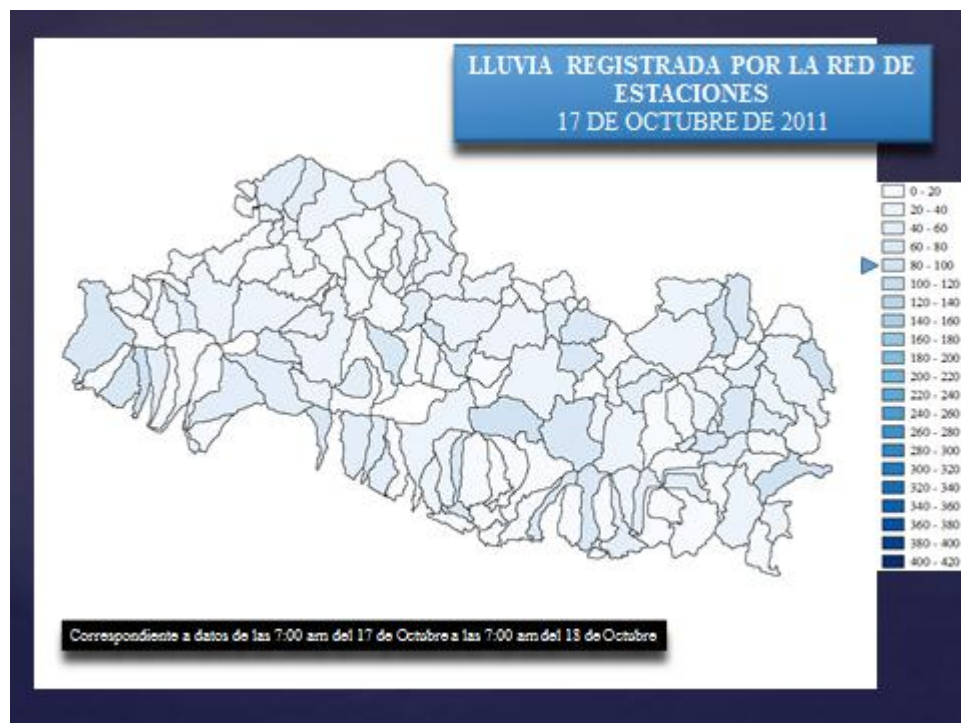 LLUVIA REGISTRADA POR LA RED DE
ESTACIONES
17 DE OCTUBRE DE 2011
0 - 20
20 - 40
40 - 60
60 - 80
80 - 100
100 - 120
120 - 140
140 - 160
160 - 180
180 - 200
200 - 220
220 - 240
240 - 260
260 - 280
280 - 300
300 - 320
320 - 340
340 - 360
360 - 380
380 - 400
400 - 420
Correspondiente a datos de las 7:00 am del 17 de Octubre a las 7:00 am del 18 de Octubre